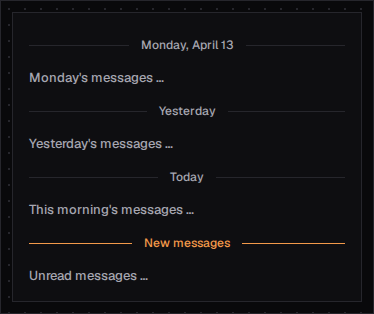 Monday, April 13
Monday's messages ...
Yesterday
Yesterday's messages ...
Today
This morning's messages ...
New messages
Unread messages ...